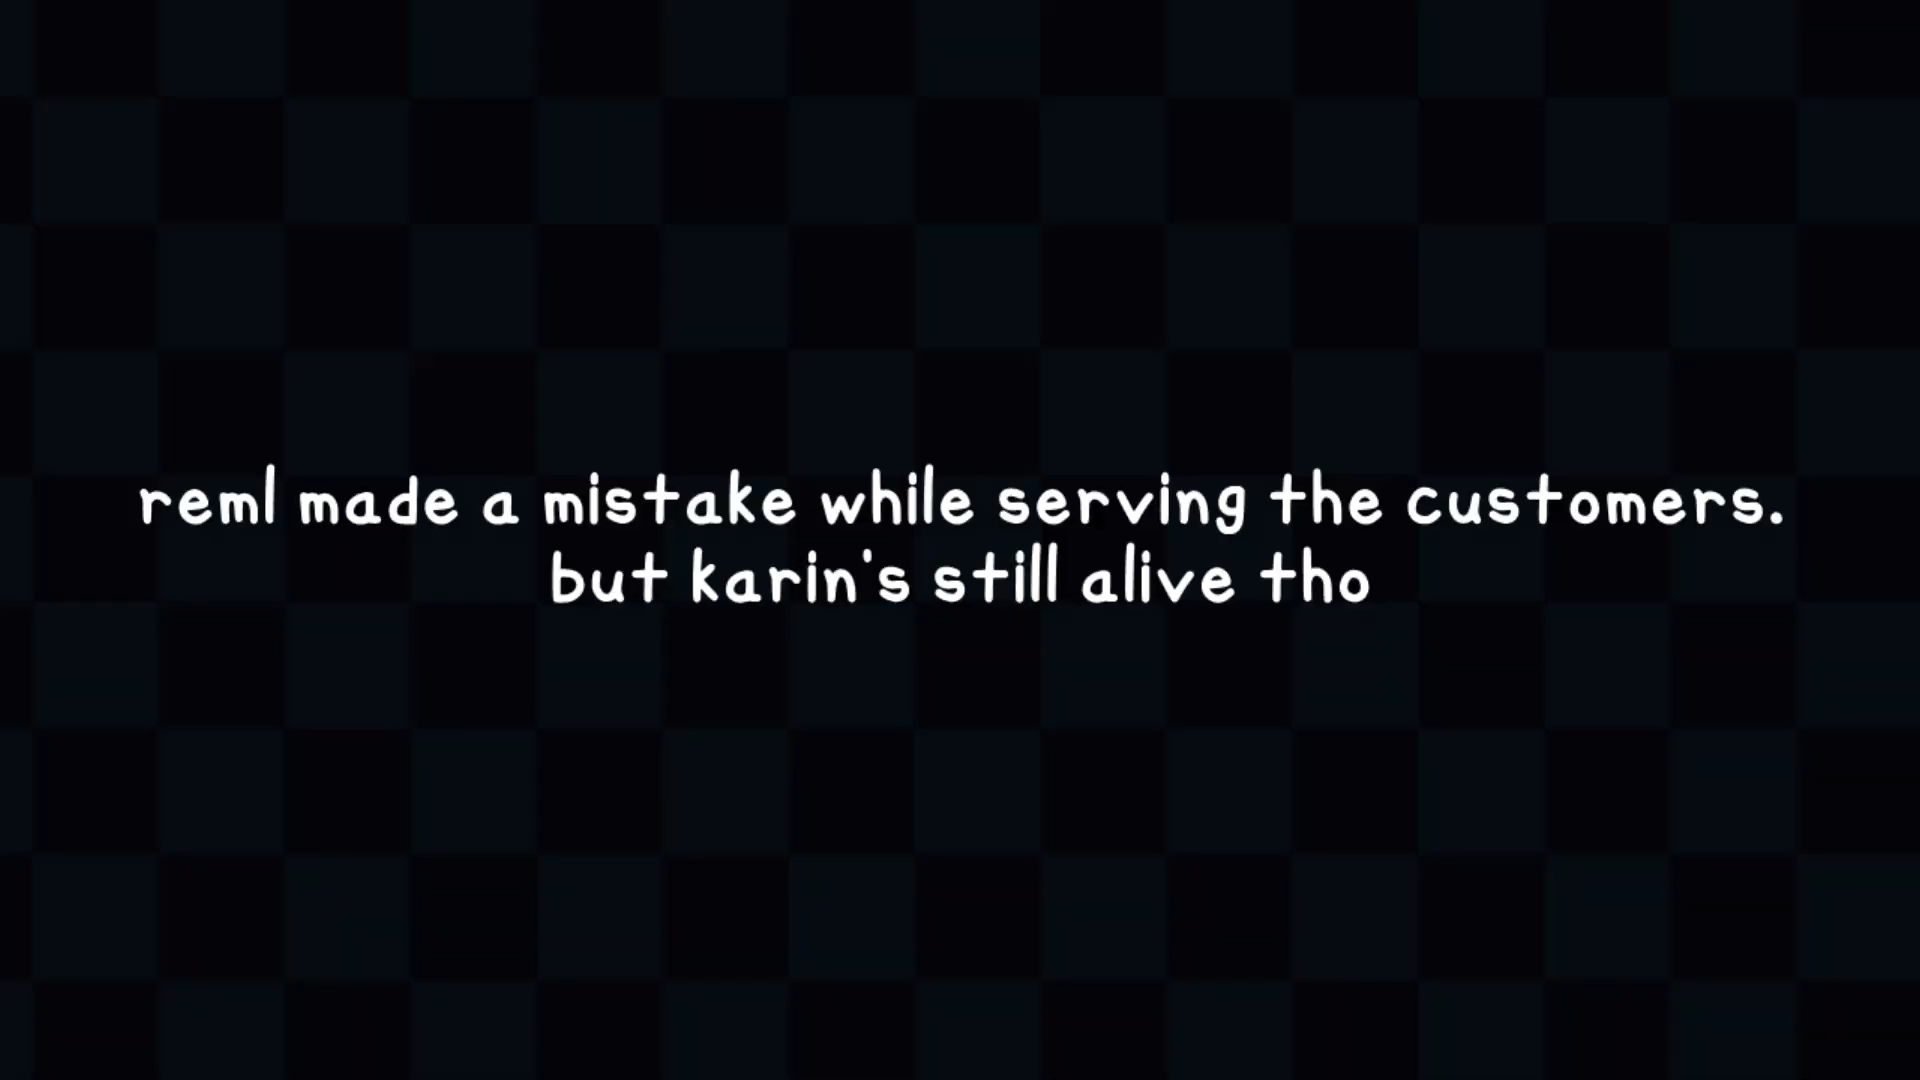 reml made a mistake while serving the customers.
but karin's still alive tho